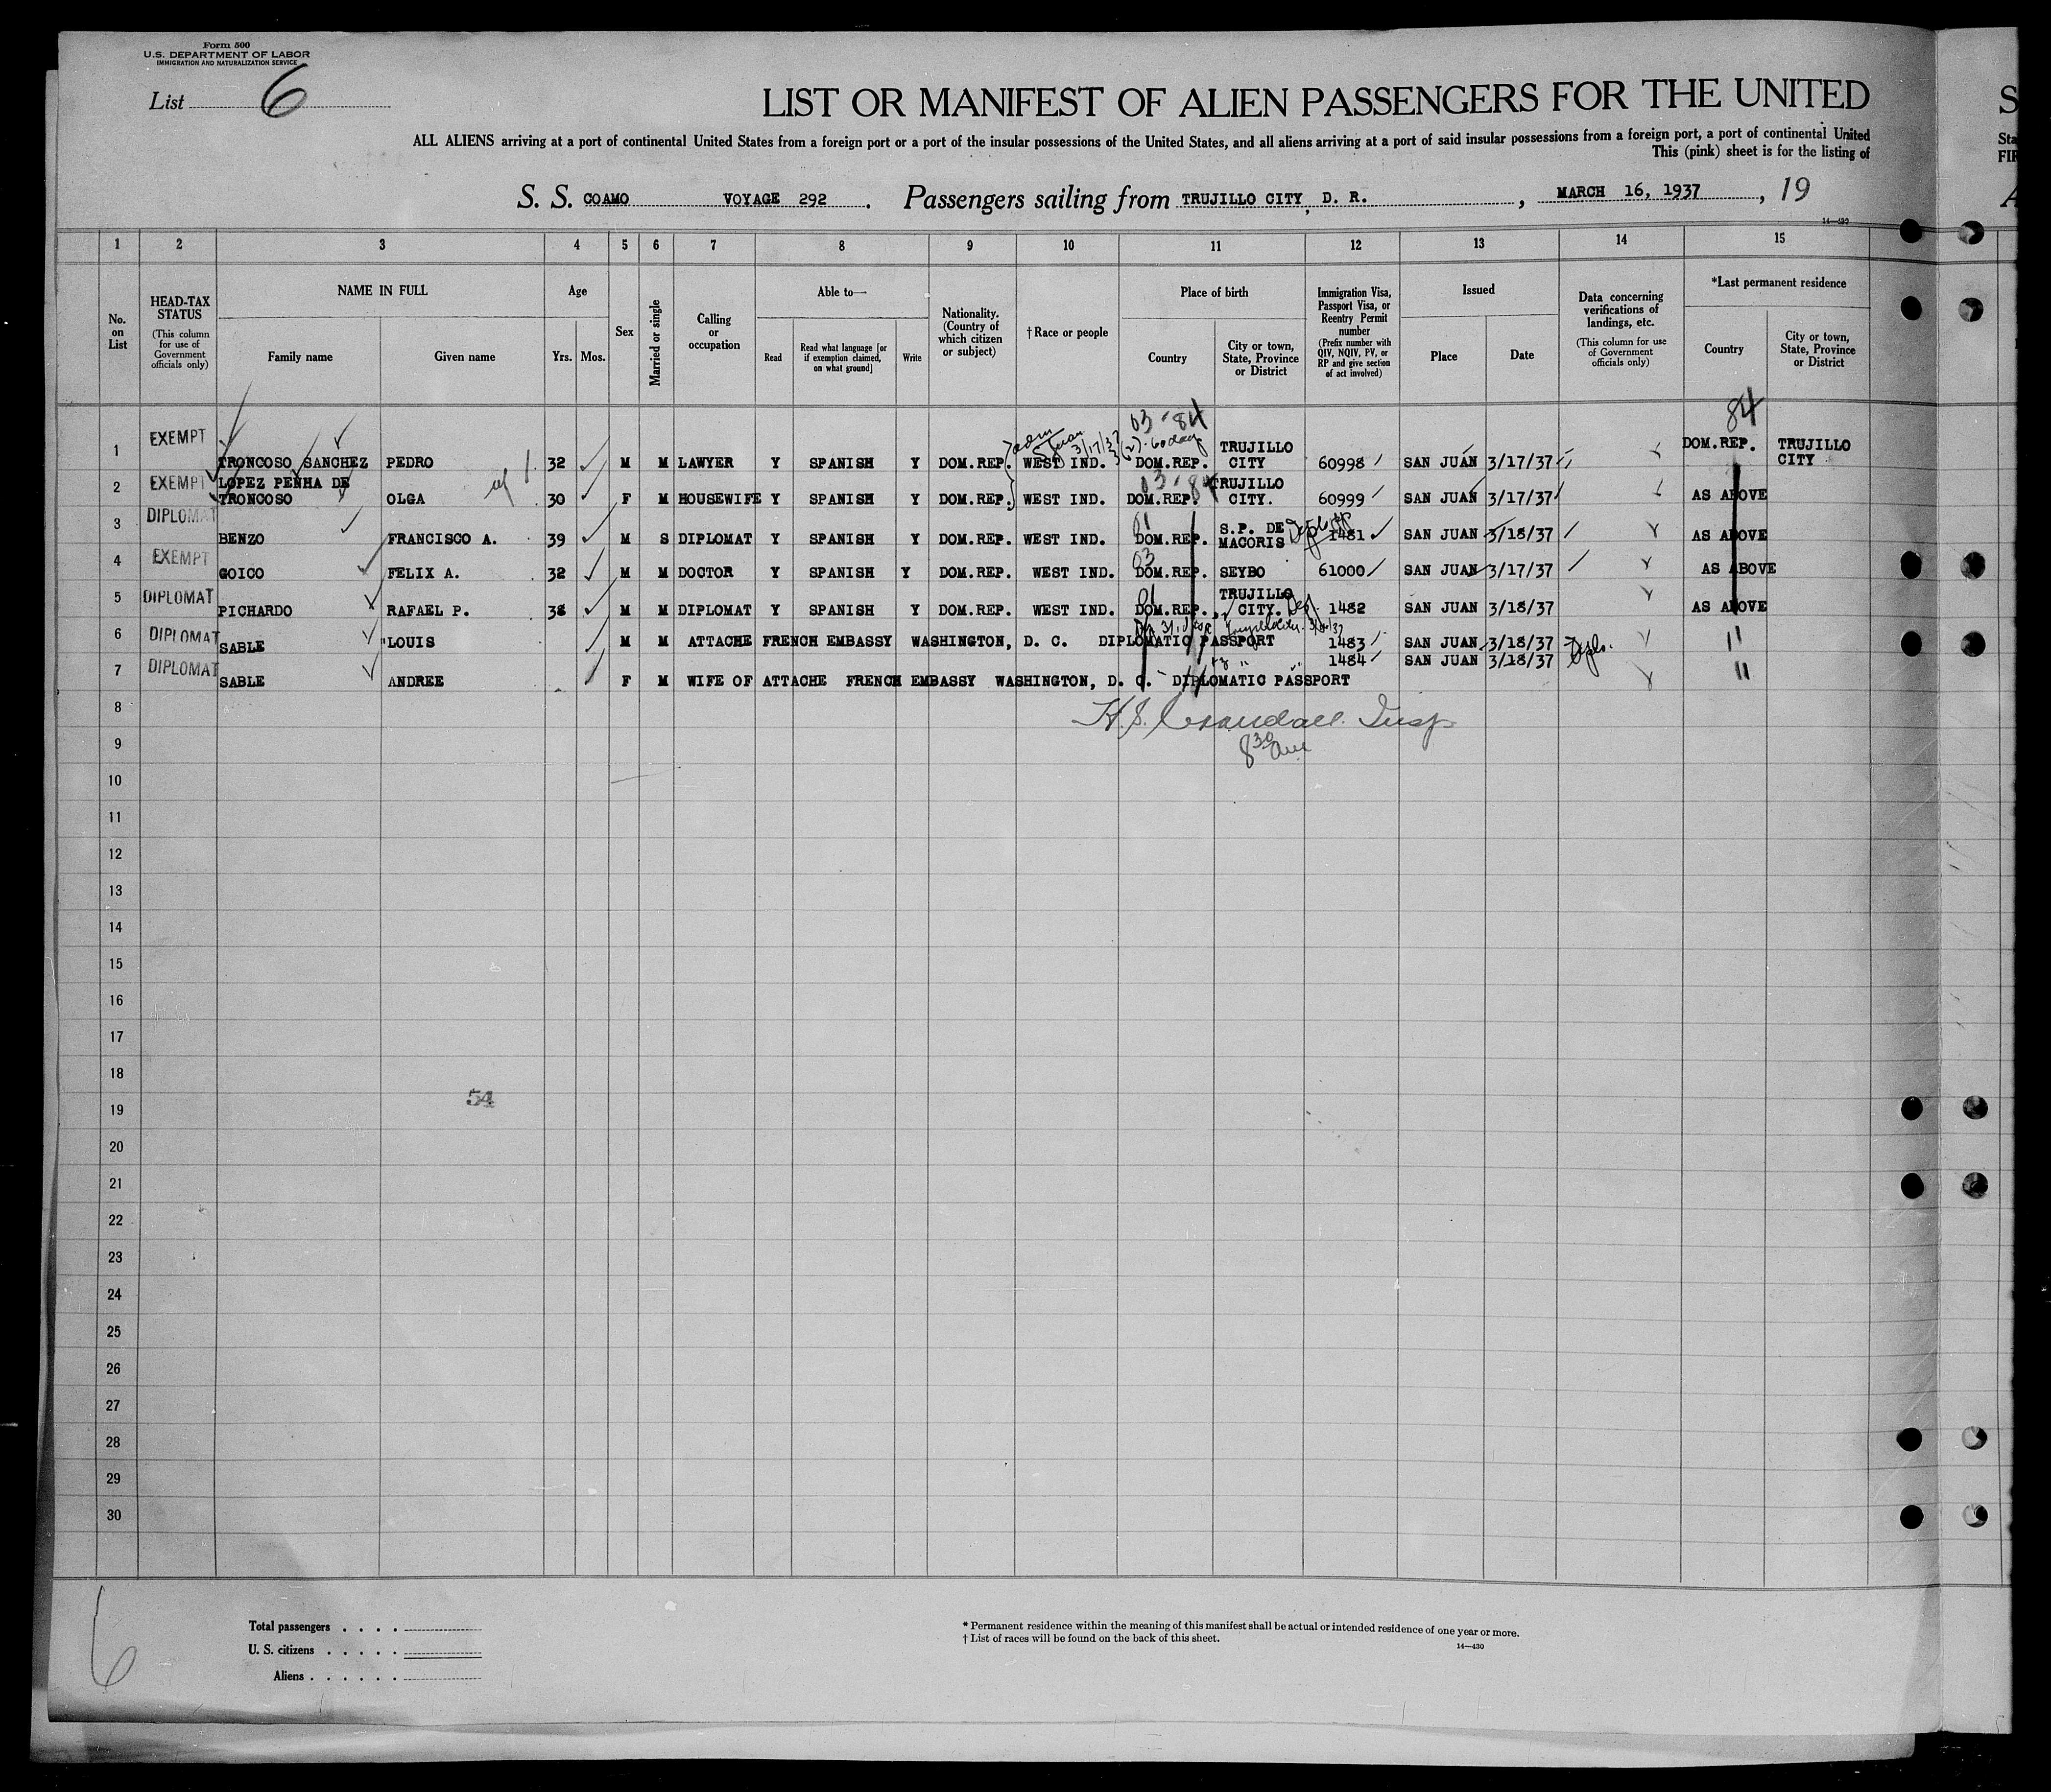 Form 500
U. S. DEPARTMENT OF LABOR
IMMIGRATION AND NATURALIZATION SERVICE
List 6
LIST OR MANIFEST OF ALIEN PASSENGERS FOR THE UNITED
ALL ALIENS arriving at a port of continental United States from a foreign port or a port of the insular possessions of the United States, and all aliens arriving at a port of said insular possessions from a foreign port, a port of continental United
This (pink) sheet is for the listing of
S. S. COAMO VOYAGE 292 . Passengers sailing from TRUJILLO CITY, D. R. , MARCH 16, 1937 , 19
14—430
1 2 3 4 5 6 7 8 9 10 11 12 13 14 15
No. on List
HEAD-TAX STATUS
(This column for use of Government officials only)
NAME IN FULL
Family name
Given name
Age
Yrs. Mos.
Sex
Married or single
Calling or occupation
Able to—
Read
Read what language [or if exemption claimed, on what ground]
Write
Nationality. (Country of which citizen or subject)
†Race or people
Place of birth
Country
City or town, State, Province or District
Immigration Visa, Passport Visa, or Reentry Permit number
(Prefix number with QIV, NQIV, PV, or RP and give section of act involved)
Issued
Place
Date
Data concerning verifications of landings, etc.
(This column for use of Government officials only)
*Last permanent residence
Country
City or town, State, Province or District
03-84
84
1 EXEMPT TRONCOSO SANCHEZ PEDRO 32 M M LAWYER Y SPANISH Y DOM.REP. WEST IND. DOM.REP. TRUJILLO CITY 60998 SAN JUAN 3/17/37 DOM.REP. TRUJILLO CITY
2 EXEMPT LOPEZ PENHA DE TRONCOSO OLGA 30 F M HOUSEWIFE Y SPANISH Y DOM.REP. WEST IND. DOM.REP. TRUJILLO CITY. 60999 SAN JUAN 3/17/37 AS ABOVE
3 DIPLOMAT BENZO FRANCISCO A. 39 M S DIPLOMAT Y SPANISH Y DOM.REP. WEST IND. DOM.REP. S.P. DE MACORIS 1481 SAN JUAN 3/18/37 AS ABOVE
4 EXEMPT GOICO FELIX A. 32 M M DOCTOR Y SPANISH Y DOM.REP. WEST IND. DOM.REP. SEYBO 61000 SAN JUAN 3/17/37 AS ABOVE
5 DIPLOMAT PICHARDO RAFAEL P. 38 M M DIPLOMAT Y SPANISH Y DOM.REP. WEST IND. DOM.REP. TRUJILLO CITY. 1482 SAN JUAN 3/18/37 AS ABOVE
6 DIPLOMAT SABLE "LOUIS M M ATTACHE FRENCH EMBASSY WASHINGTON, D. C. DIPLOMATIC PASSPORT 1483 SAN JUAN 3/18/37 "
7 DIPLOMAT SABLE ANDREE F M WIFE OF ATTACHE FRENCH EMBASSY WASHINGTON, D. C. DIPLOMATIC PASSPORT 1484 SAN JUAN 3/18/37 "
8 H. S. Crandall. Insp
9 8 30 am
10
11
12
13
14
15
16
17
18
54
19
20
21
22
23
24
25
26
27
28
29
30
6
Total passengers
U. S. citizens
Aliens
* Permanent residence within the meaning of this manifest shall be actual or intended residence of one year or more.
† List of races will be found on the back of this sheet.
14—430